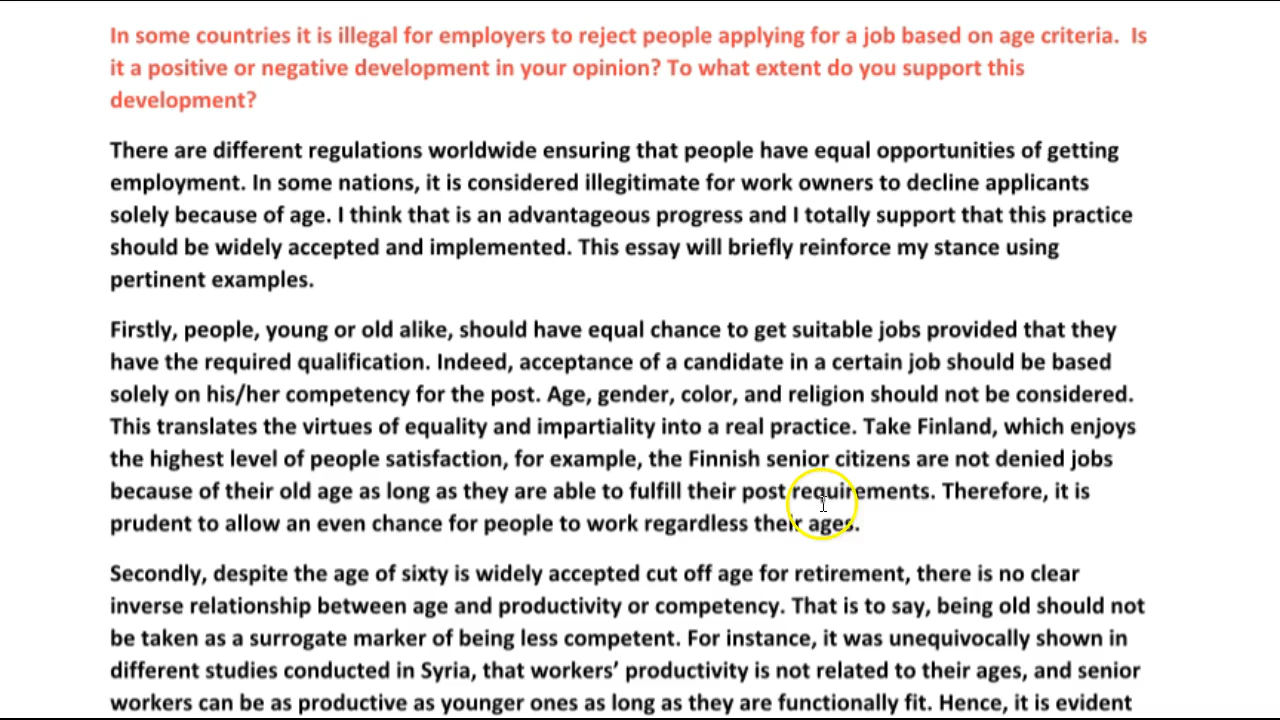 In some countries it is illegal for employers to reject people applying for a job based on age criteria.  Is
it a positive or negative development in your opinion? To what extent do you support this
development?
There are different regulations worldwide ensuring that people have equal opportunities of getting
employment. In some nations, it is considered illegitimate for work owners to decline applicants
solely because of age. I think that is an advantageous progress and I totally support that this practice
should be widely accepted and implemented. This essay will briefly reinforce my stance using
pertinent examples.
Firstly, people, young or old alike, should have equal chance to get suitable jobs provided that they
have the required qualification. Indeed, acceptance of a candidate in a certain job should be based
solely on his/her competency for the post. Age, gender, color, and religion should not be considered.
This translates the virtues of equality and impartiality into a real practice. Take Finland, which enjoys
the highest level of people satisfaction, for example, the Finnish senior citizens are not denied jobs
because of their old age as long as they are able to fulfill their post requirements. Therefore, it is
prudent to allow an even chance for people to work regardless their ages.
Secondly, despite the age of sixty is widely accepted cut off age for retirement, there is no clear
inverse relationship between age and productivity or competency. That is to say, being old should not
be taken as a surrogate marker of being less competent. For instance, it was unequivocally shown in
different studies conducted in Syria, that workers’ productivity is not related to their ages, and senior
workers can be as productive as younger ones as long as they are functionally fit. Hence, it is evident